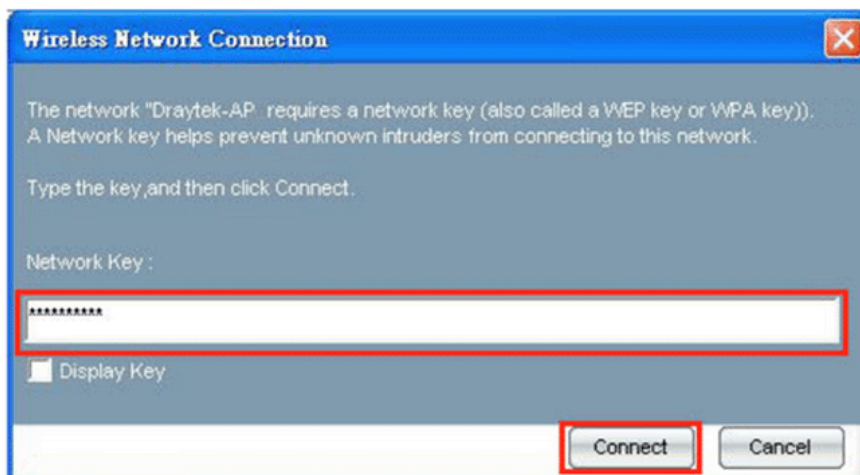 Wireless Network Connection
The network "Draytek-AP requires a network key (also called a WEP key or WPA key)).
A Network key helps prevent unknown intruders from connecting to this network.
Type the key,and then click Connect.
Network Key :
**********
Display Key
Connect
Cancel